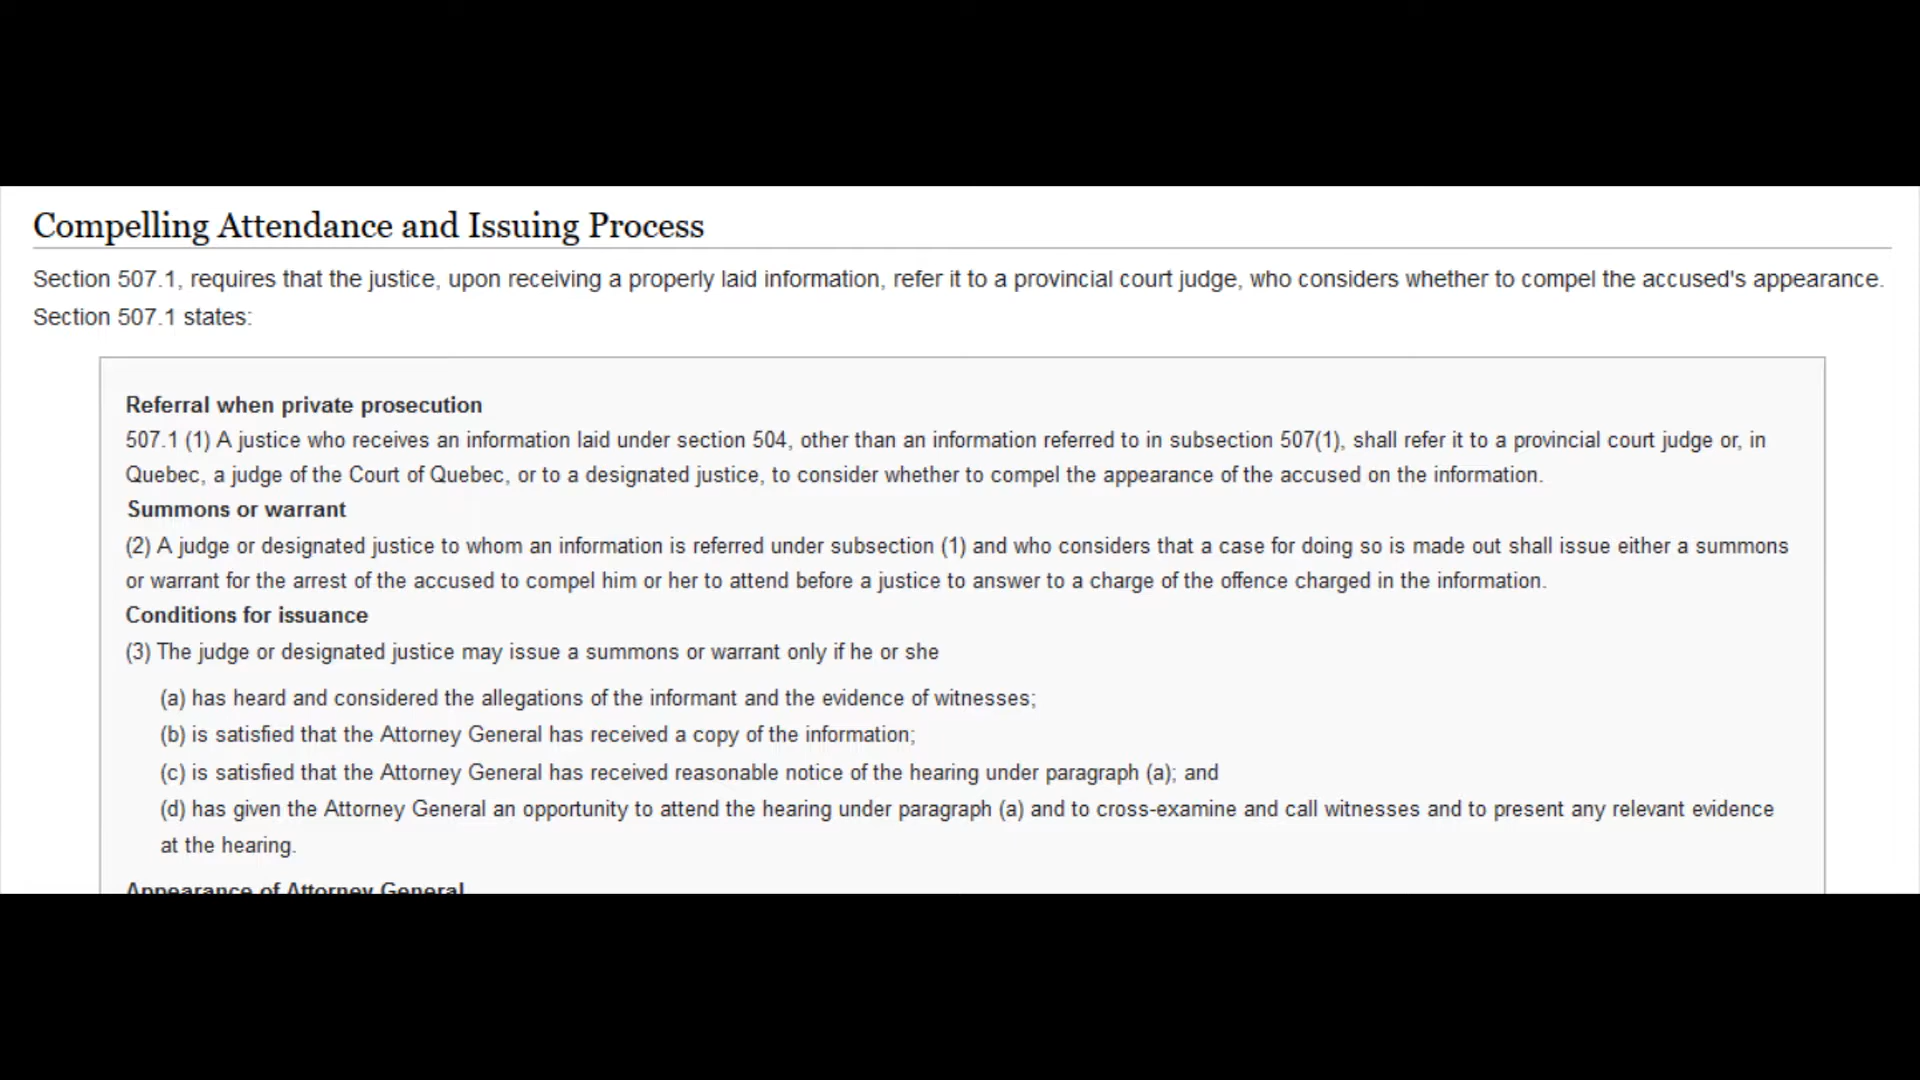 Compelling Attendance and Issuing Process
Section 507.1, requires that the justice, upon receiving a properly laid information, refer it to a provincial court judge, who considers whether to compel the accused's appearance.
Section 507.1 states:
Referral when private prosecution
507.1 (1) A justice who receives an information laid under section 504, other than an information referred to in subsection 507(1), shall refer it to a provincial court judge or, in
Quebec, a judge of the Court of Quebec, or to a designated justice, to consider whether to compel the appearance of the accused on the information.
Summons or warrant
(2) A judge or designated justice to whom an information is referred under subsection (1) and who considers that a case for doing so is made out shall issue either a summons
or warrant for the arrest of the accused to compel him or her to attend before a justice to answer to a charge of the offence charged in the information.
Conditions for issuance
(3) The judge or designated justice may issue a summons or warrant only if he or she
(a) has heard and considered the allegations of the informant and the evidence of witnesses;
(b) is satisfied that the Attorney General has received a copy of the information;
(c) is satisfied that the Attorney General has received reasonable notice of the hearing under paragraph (a); and
(d) has given the Attorney General an opportunity to attend the hearing under paragraph (a) and to cross-examine and call witnesses and to present any relevant evidence
at the hearing.
Appearance of Attorney General